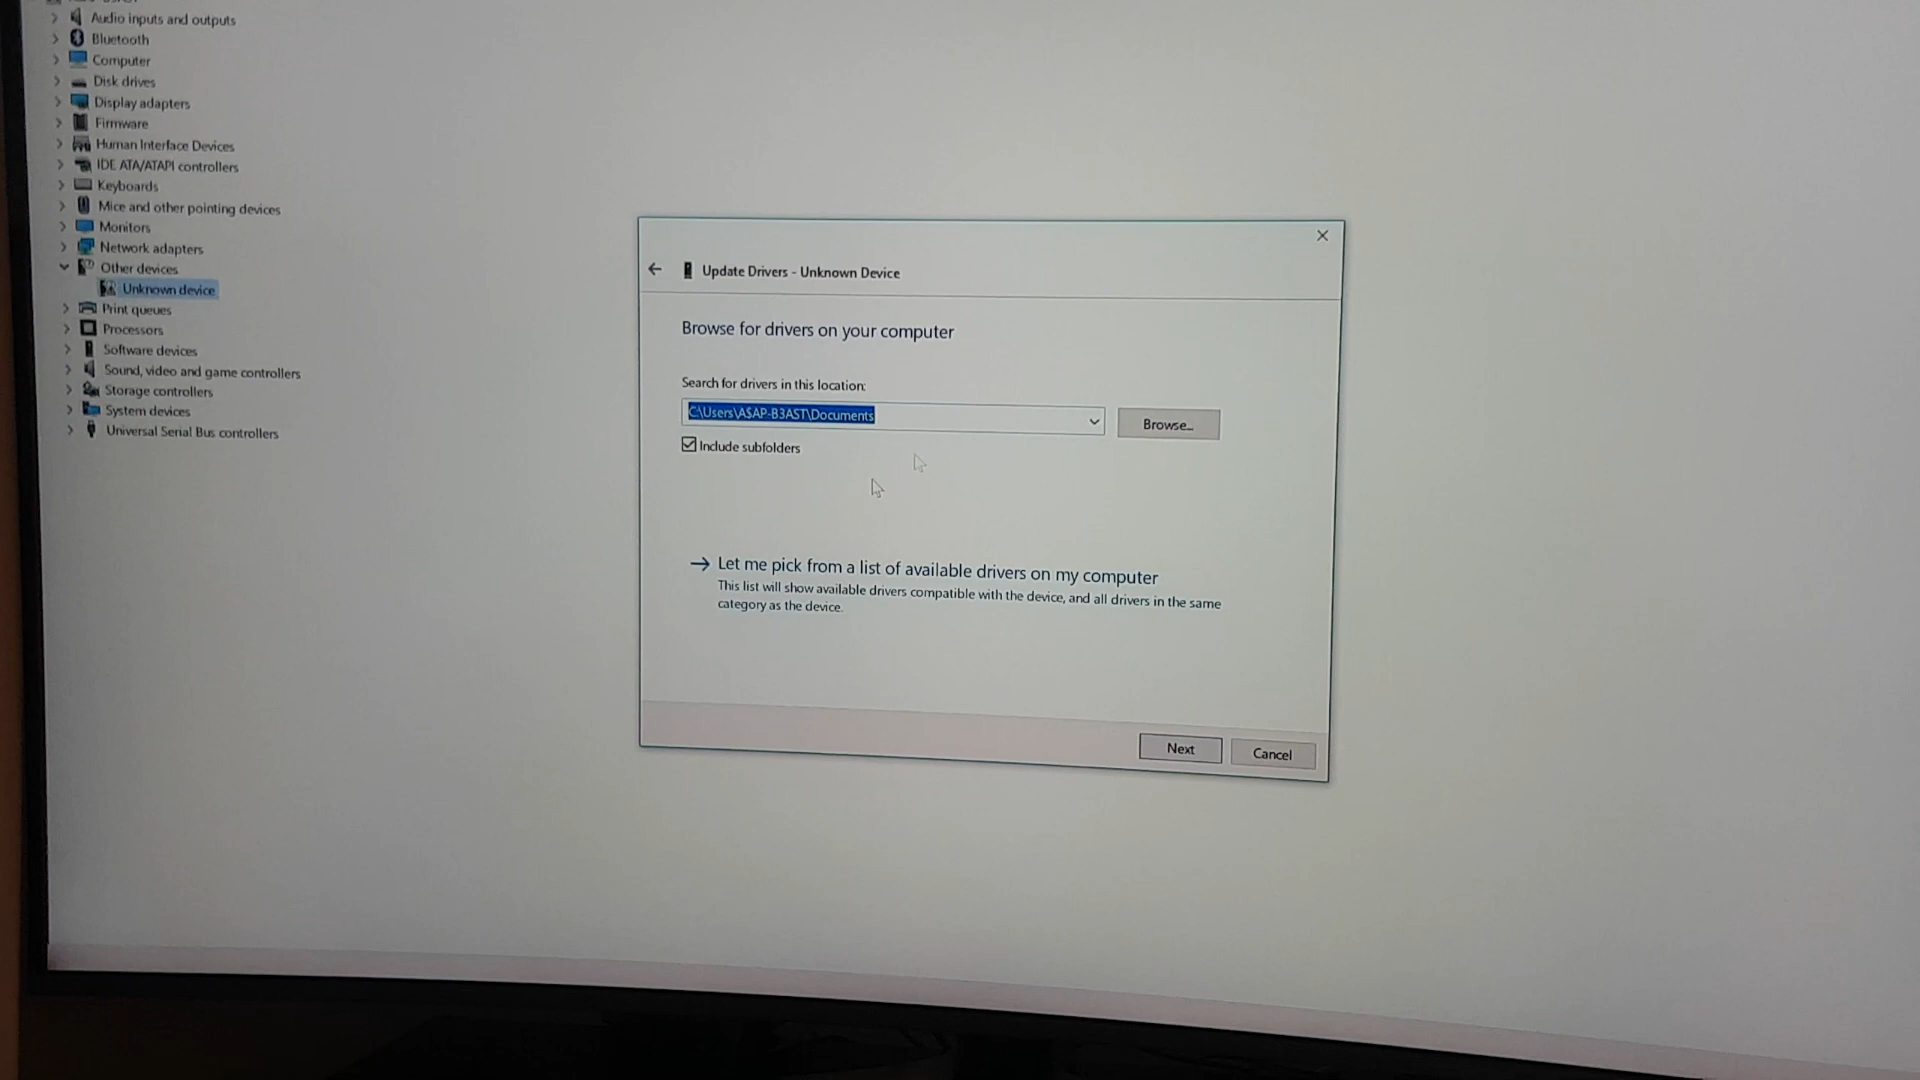 Audio inputs and outputs
Bluetooth
Computer
Disk drives
Display adapters
Firmware
Human Interface Devices
IDE ATA/ATAPI controllers
Keyboards
Mice and other pointing devices
Monitors
Network adapters
Other devices
Unknown device
Print queues
Processors
Software devices
Sound, video and game controllers
Storage controllers
System devices
Universal Serial Bus controllers
Update Drivers - Unknown Device
Browse for drivers on your computer
Search for drivers in this location:
C:\Users\A$AP-B3AST\Documents
Browse...
Include subfolders
Let me pick from a list of available drivers on my computer
This list will show available drivers compatible with the device, and all drivers in the same
category as the device.
Next
Cancel